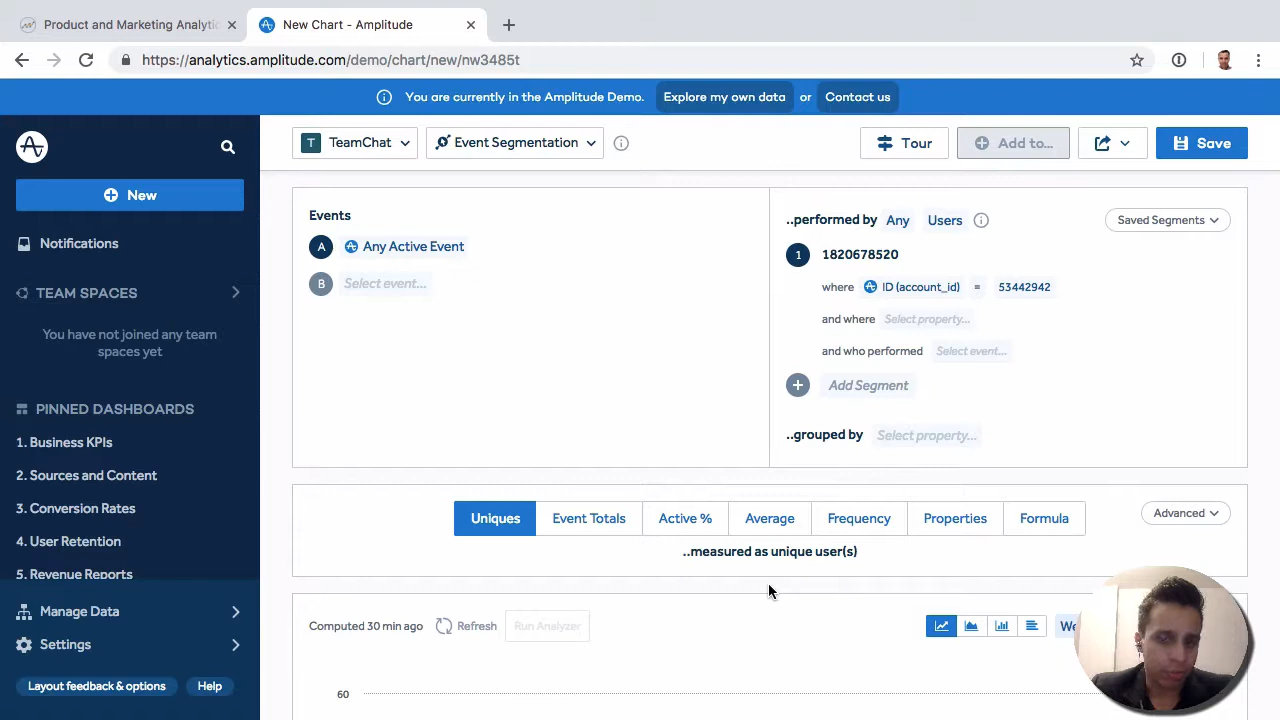 Product and Marketing Analytic
New Chart - Amplitude
https://analytics.amplitude.com/demo/chart/new/nw3485t
You are currently in the Amplitude Demo. Explore my own data or Contact us
T TeamChat Event Segmentation Tour Add to... Save
New
Notifications
TEAM SPACES
You have not joined any team
spaces yet
PINNED DASHBOARDS
1. Business KPIs
2. Sources and Content
3. Conversion Rates
4. User Retention
5. Revenue Reports
Manage Data
Settings
Layout feedback & options Help
Events
A Any Active Event
B Select event...
..performed by Any Users Saved Segments
1 1820678520
where ID (account_id) = 53442942
and where Select property...
and who performed Select event...
Add Segment
..grouped by Select property...
Uniques Event Totals Active % Average Frequency Properties Formula Advanced
..measured as unique user(s)
Computed 30 min ago Refresh Run Analyzer
60